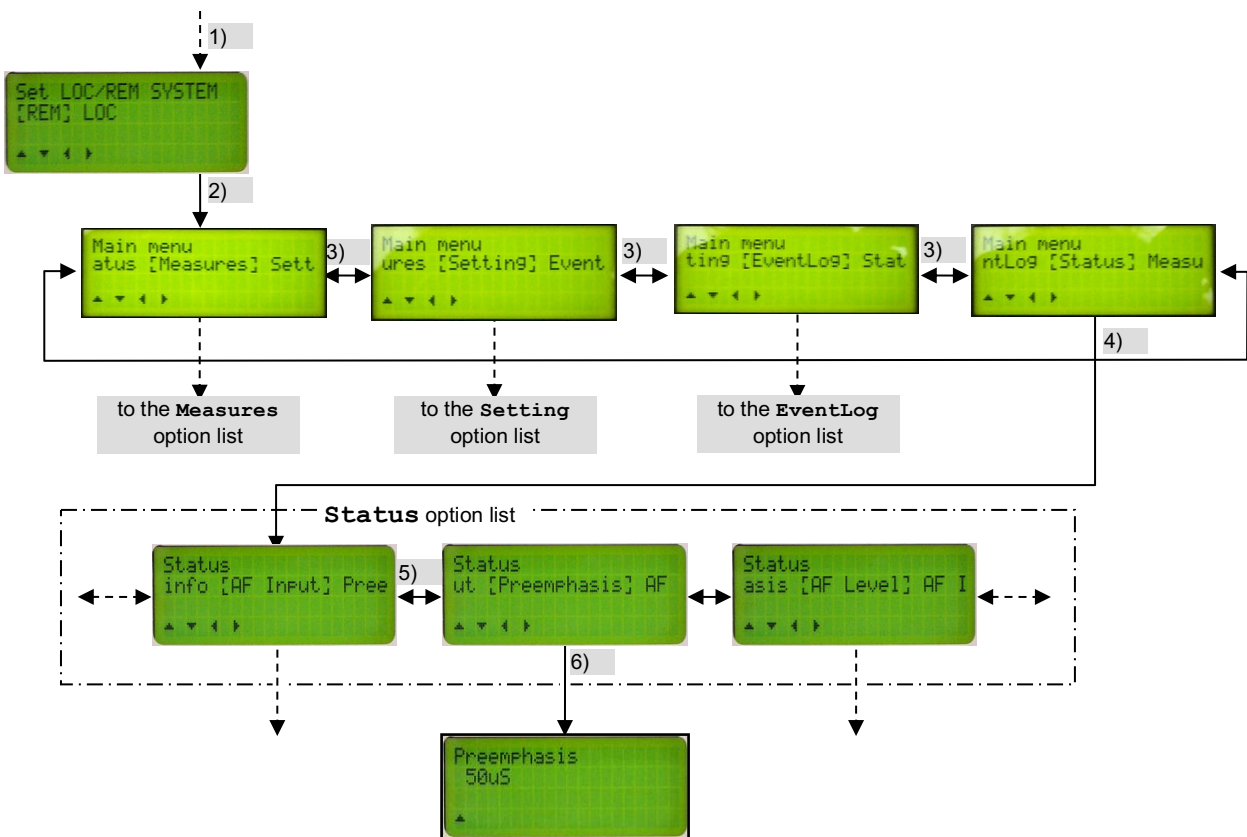 1)
Set LOC/REM SYSTEM
[REM] LOC
2)
Main menu
atus [Measures] Sett
3)
Main menu
ures [Setting] Event
3)
Main menu
ting [EventLog] Stat
3)
Main menu
ntLog [Status] Measu
4)
to the Measures
option list
to the Setting
option list
to the EventLog
option list
Status option list
Status
info [AF Input] Pree
5)
Status
ut [Preemphasis] AF
Status
asis [AF Level] AF I
6)
Preemphasis
50uS